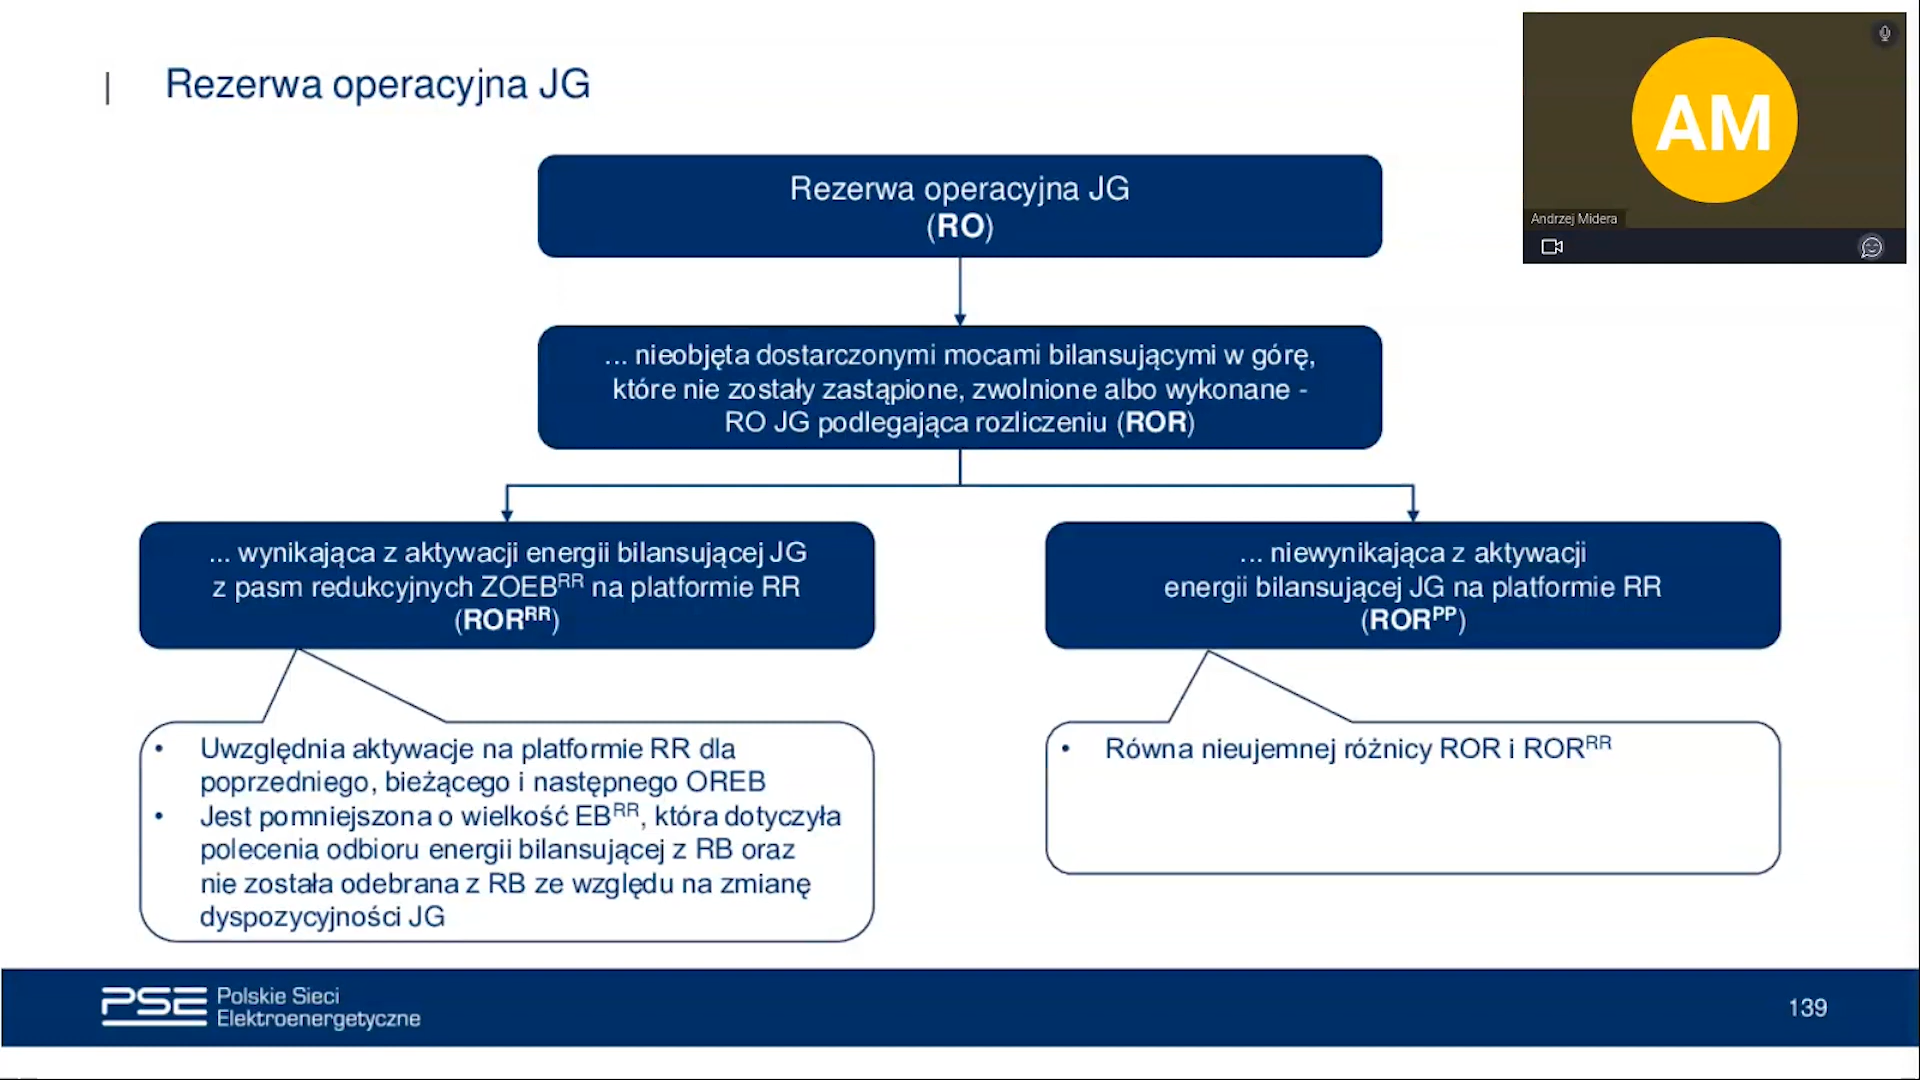 Rezerwa operacyjna JG
AM
Andrzej Midera
Rezerwa operacyjna JG
(RO)
... nieobjęta dostarczonymi mocami bilansującymi w górę,
które nie zostały zastąpione, zwolnione albo wykonane -
RO JG podlegająca rozliczeniu (ROR)
... wynikająca z aktywacji energii bilansującej JG
z pasm redukcyjnych ZOEBᴿᴿ na platformie RR
(RORᴿᴿ)
... niewynikająca z aktywacji
energii bilansującej JG na platformie RR
(RORᴾᴾ)
• Uwzględnia aktywacje na platformie RR dla
poprzedniego, bieżącego i następnego OREB
• Jest pomniejszona o wielkość EBᴿᴿ, która dotyczyła
polecenia odbioru energii bilansującej z RB oraz
nie została odebrana z RB ze względu na zmianę
dyspozycyjności JG
• Równa nieujemnej różnicy ROR i RORᴿᴿ
PSE Polskie Sieci
Elektroenergetyczne
139